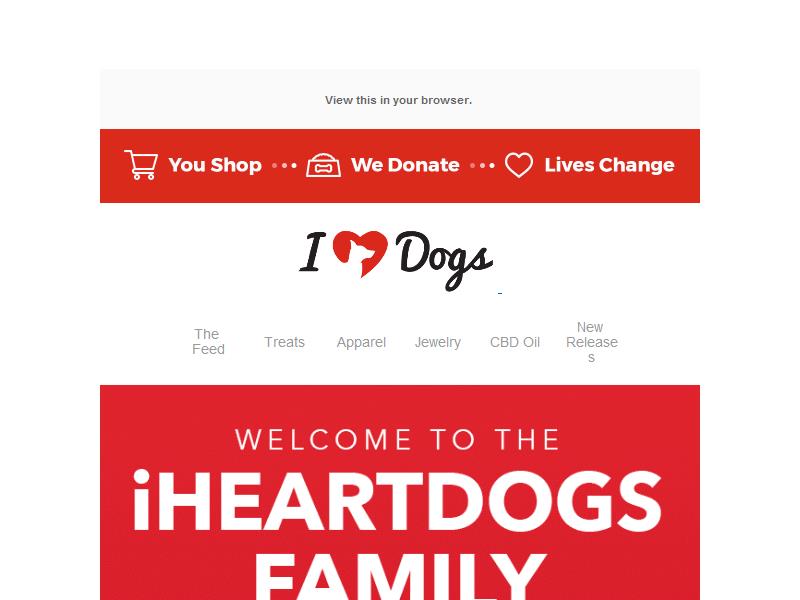 View this in your browser.
You Shop We Donate Lives Change
I Dogs
The Feed Treats Apparel Jewelry CBD Oil New Releases
WELCOME TO THE
iHEARTDOGS
FAMILY